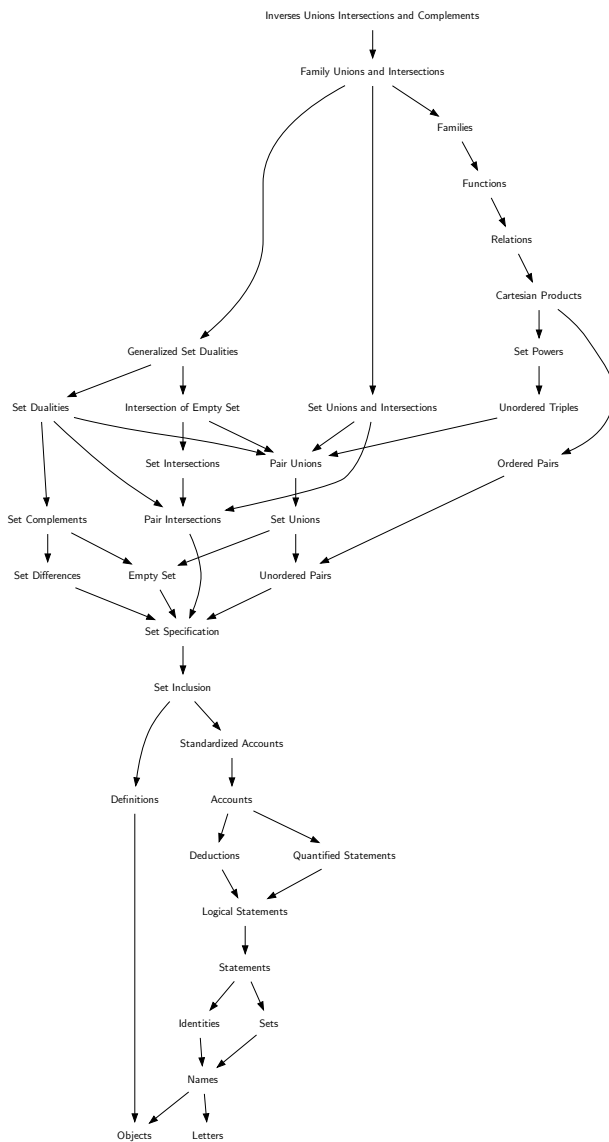 Inverses Unions Intersections and Complements
Family Unions and Intersections
Families
Functions
Relations
Cartesian Products
Generalized Set Dualities
Set Powers
Set Dualities
Intersection of Empty Set
Set Unions and Intersections
Unordered Triples
Set Intersections
Pair Unions
Ordered Pairs
Set Complements
Pair Intersections
Set Unions
Set Differences
Empty Set
Unordered Pairs
Set Specification
Set Inclusion
Standardized Accounts
Definitions
Accounts
Deductions
Quantified Statements
Logical Statements
Statements
Identities
Sets
Names
Objects
Letters